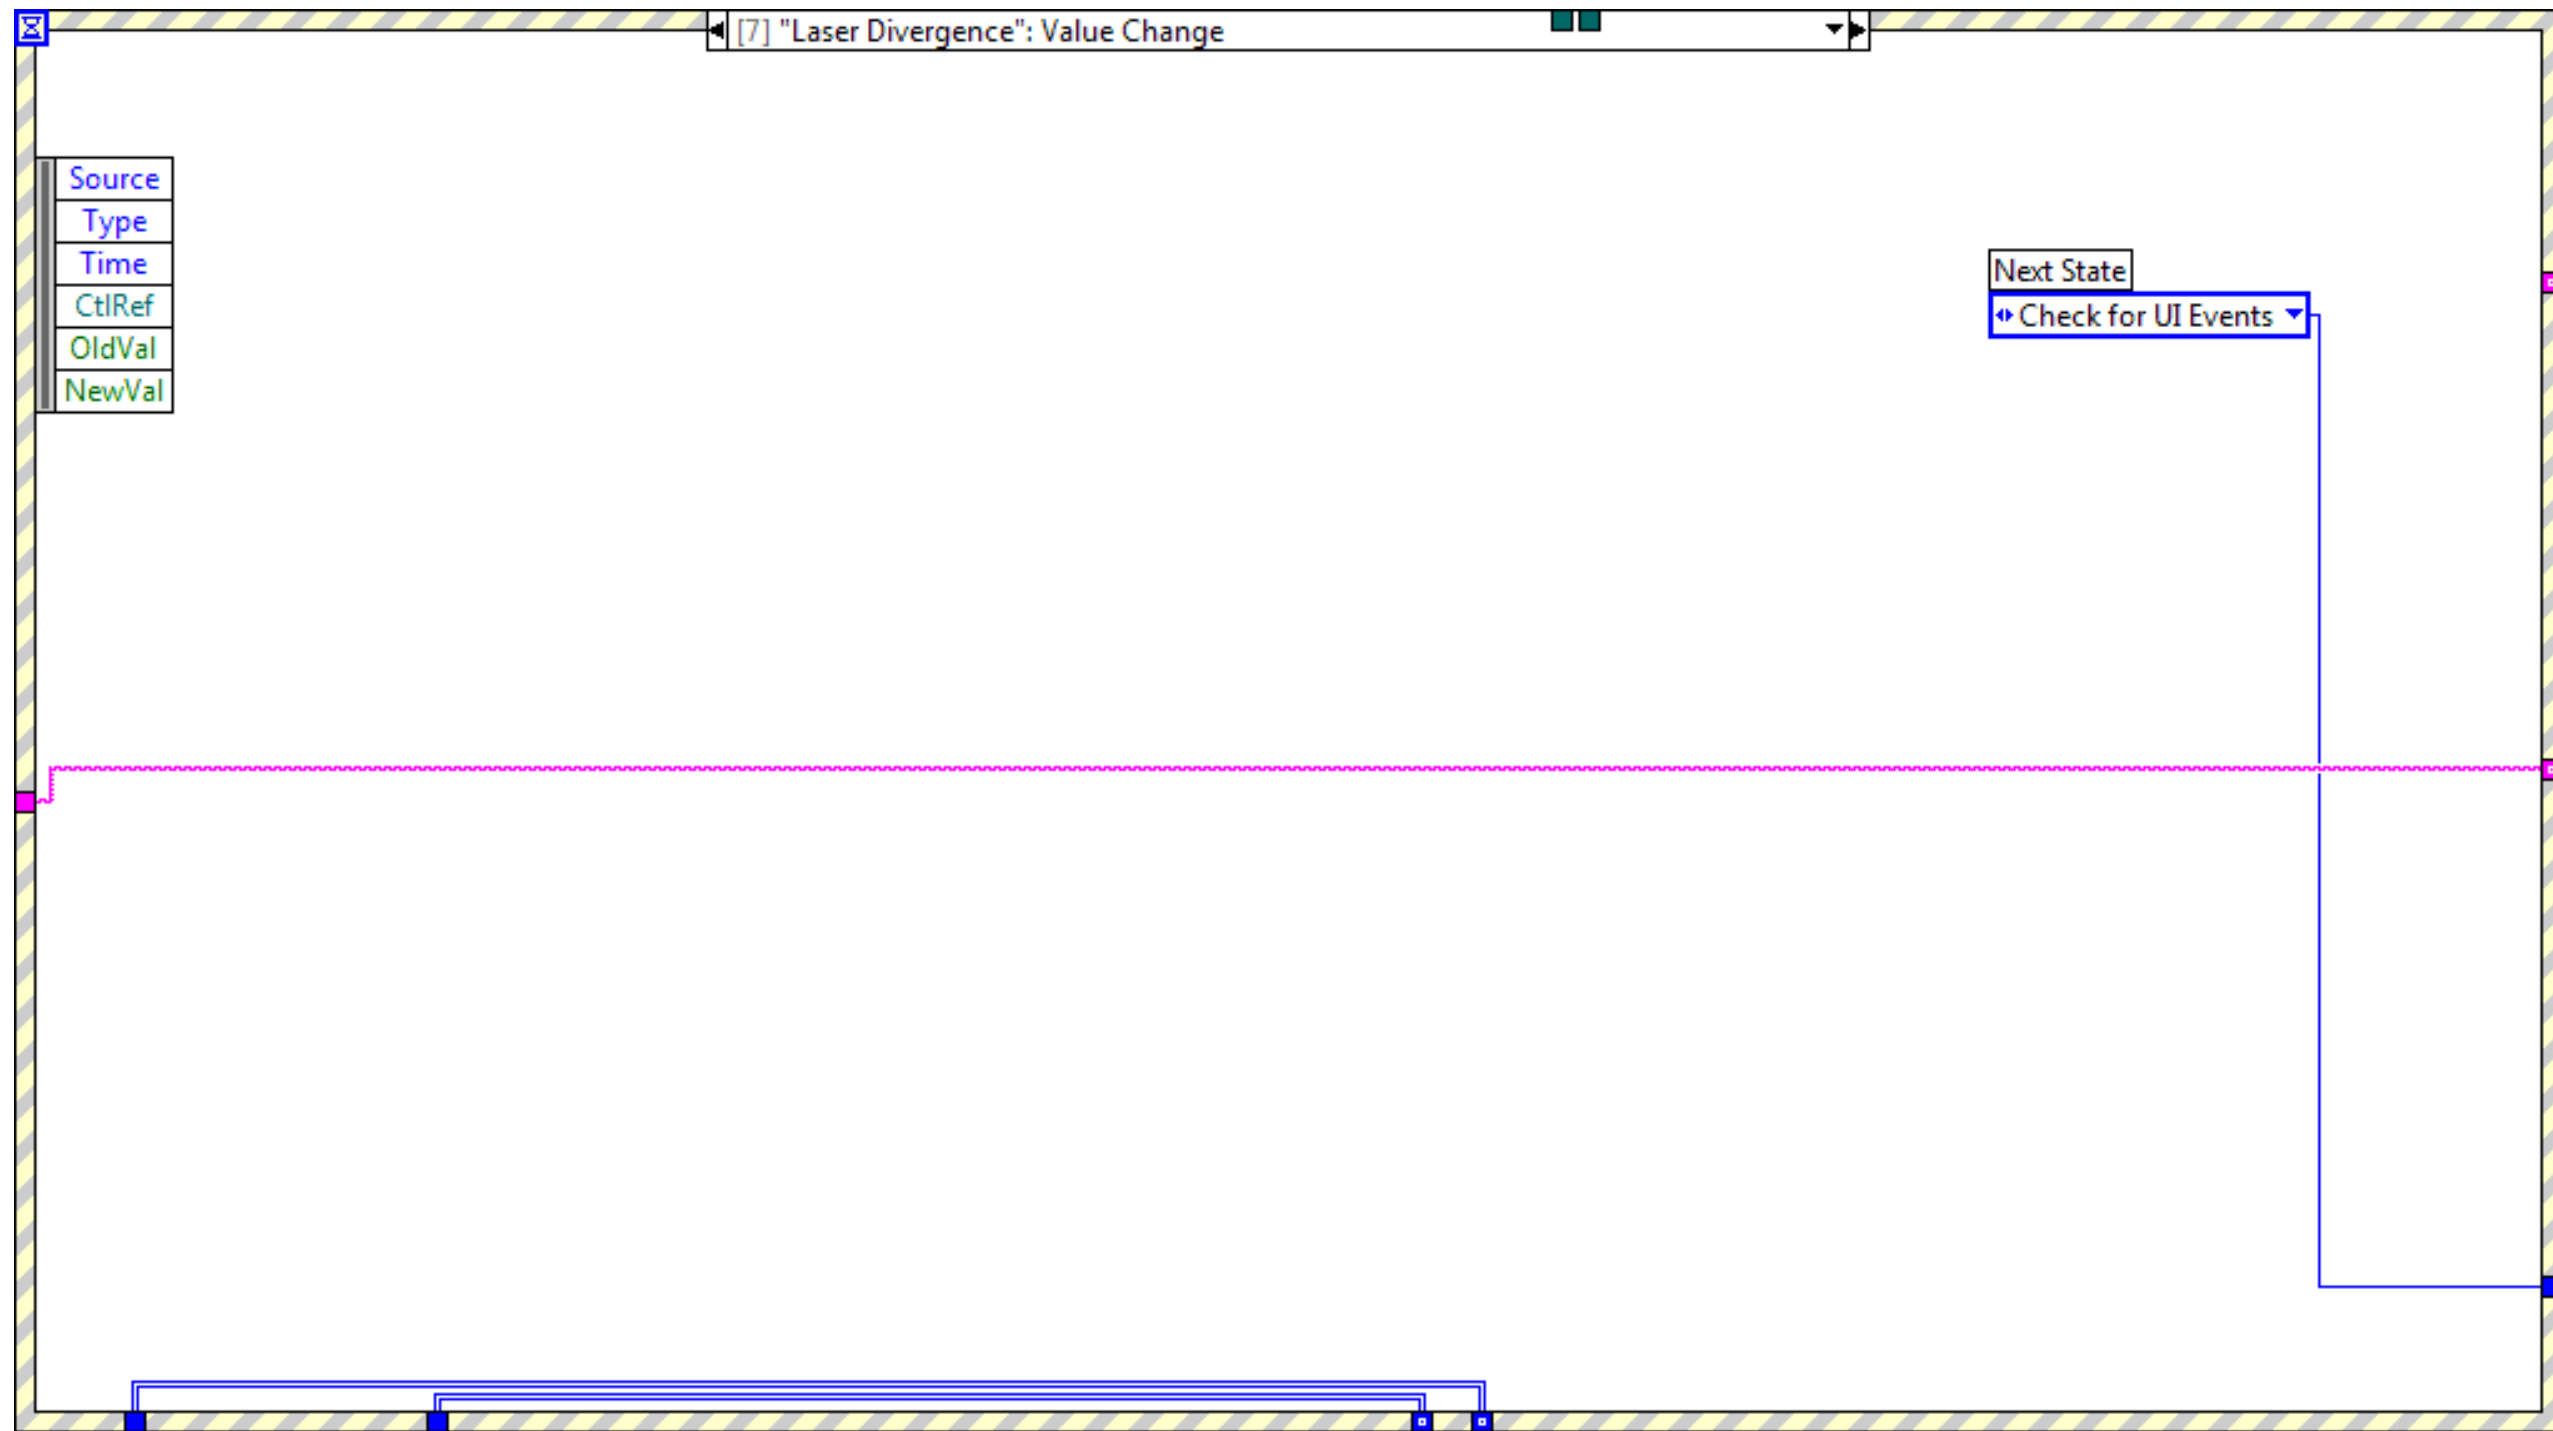 [7] "Laser Divergence": Value Change
Source
Type
Time
CtlRef
OldVal
NewVal
Next State
Check for UI Events